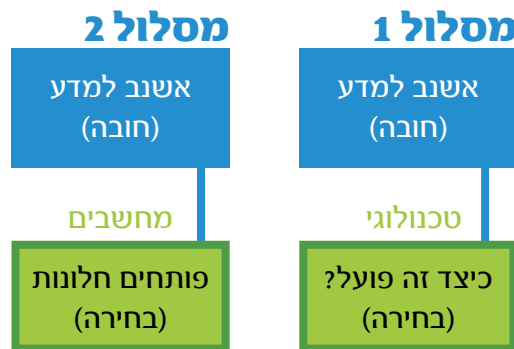 מסלול 1
אשנב למדע
(חובה)
טכנולוגי
כיצד זה פועל?
(בחירה)
מסלול 2
אשנב למדע
(חובה)
מחשבים
פותחים חלונות
(בחירה)